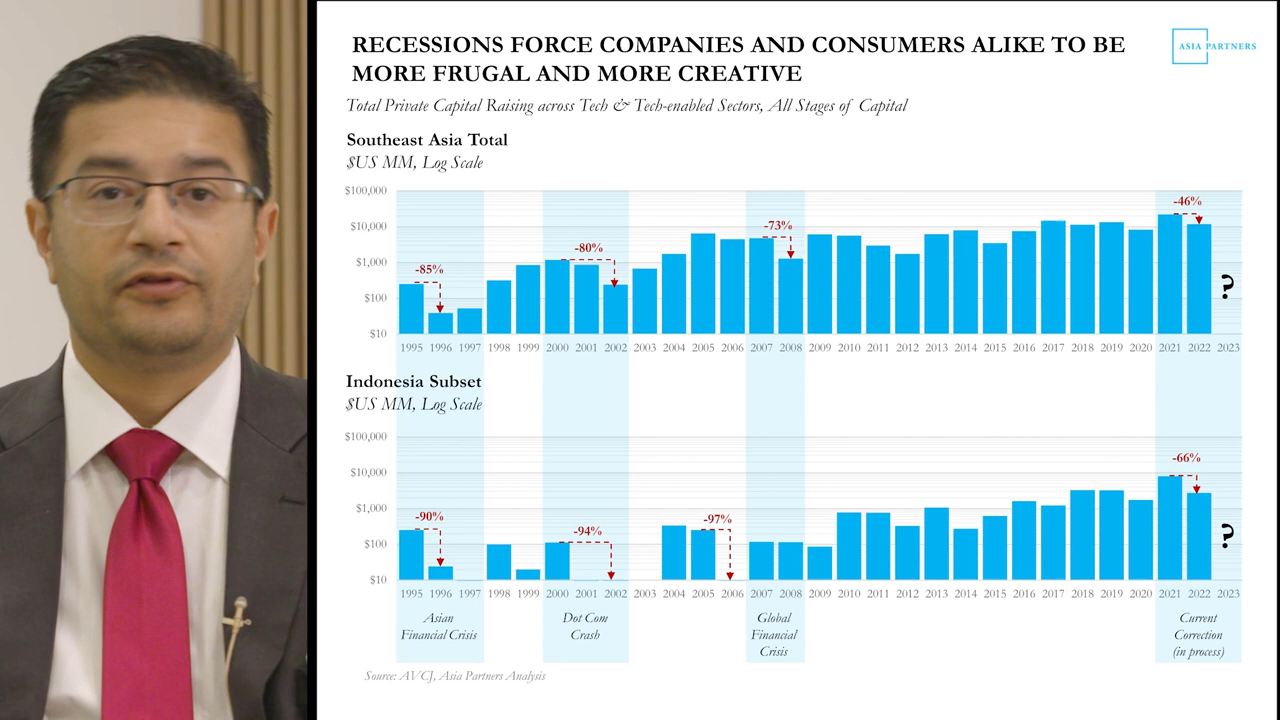 RECESSIONS FORCE COMPANIES AND CONSUMERS ALIKE TO BE
MORE FRUGAL AND MORE CREATIVE
ASIA PARTNERS
Total Private Capital Raising across Tech & Tech-enabled Sectors, All Stages of Capital
Southeast Asia Total
$US MM, Log Scale
$100,000
$10,000
$1,000
$100
$10
-85%
-80%
-73%
-46%
?
1995 1996 1997 1998 1999 2000 2001 2002 2003 2004 2005 2006 2007 2008 2009 2010 2011 2012 2013 2014 2015 2016 2017 2018 2019 2020 2021 2022 2023
Indonesia Subset
$US MM, Log Scale
$100,000
$10,000
$1,000
$100
$10
-90%
-94%
-97%
-66%
?
1995 1996 1997 1998 1999 2000 2001 2002 2003 2004 2005 2006 2007 2008 2009 2010 2011 2012 2013 2014 2015 2016 2017 2018 2019 2020 2021 2022 2023
Asian
Financial Crisis
Dot Com
Crash
Global
Financial
Crisis
Current
Correction
(in process)
Source: AVCJ, Asia Partners Analysis